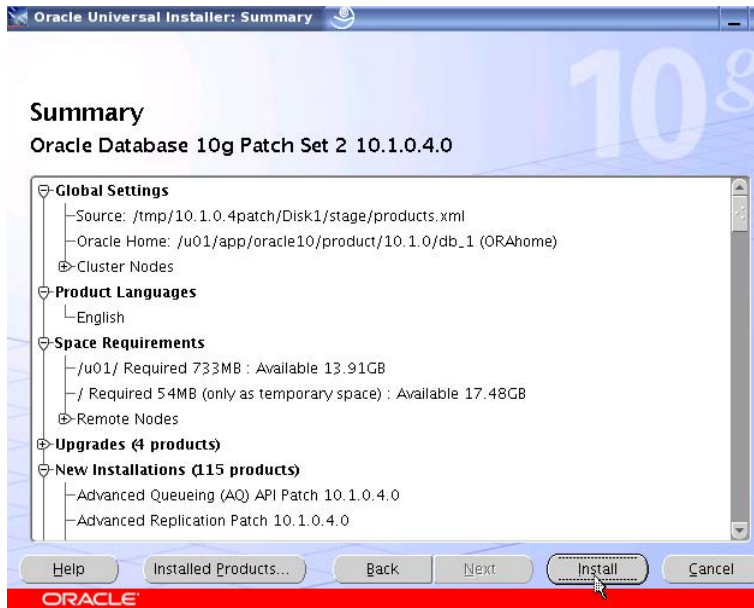 Oracle Universal Installer: Summary
10g
Summary
Oracle Database 10g Patch Set 2 10.1.0.4.0
Global Settings
Source: /tmp/10.1.0.4patch/Disk1/stage/products.xml
Oracle Home: /u01/app/oracle10/product/10.1.0/db_1 (ORAhome)
Cluster Nodes
Product Languages
English
Space Requirements
/u01/ Required 733MB : Available 13.91GB
/ Required 54MB (only as temporary space) : Available 17.48GB
Remote Nodes
Upgrades (4 products)
New Installations (115 products)
Advanced Queueing (AQ) API Patch 10.1.0.4.0
Advanced Replication Patch 10.1.0.4.0
Help Installed Products... Back Next Install Cancel
ORACLE